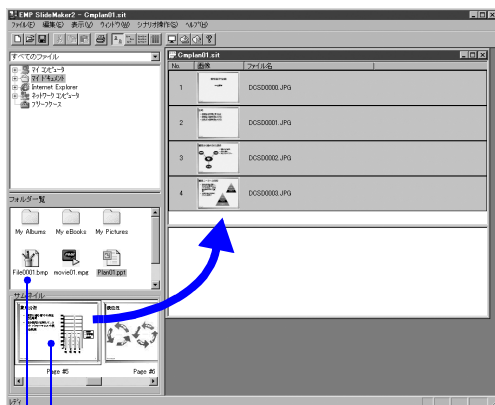 EMP SlideMaker2 - Cmplan01.sit
ファイル(F) 編集(E) 表示(V) ウィンドウ(W) シナリオ操作(S) ヘルプ(H)
すべてのファイル
マイ コンピュータ
マイ ドキュメント
Internet Explorer
ネットワーク コンピュータ
ブリーフケース
フォルダ一覧
My Albums My eBooks My Pictures
File0001.bmp movie01.mpg Plan01.ppt
サムネイル
Page #5 Page #6
レディ
Cmplan01.sit
No. 画像 ファイル名
1 DCSD0000.JPG
2 DCSD0001.JPG
3 DCSD0002.JPG
4 DCSD0003.JPG